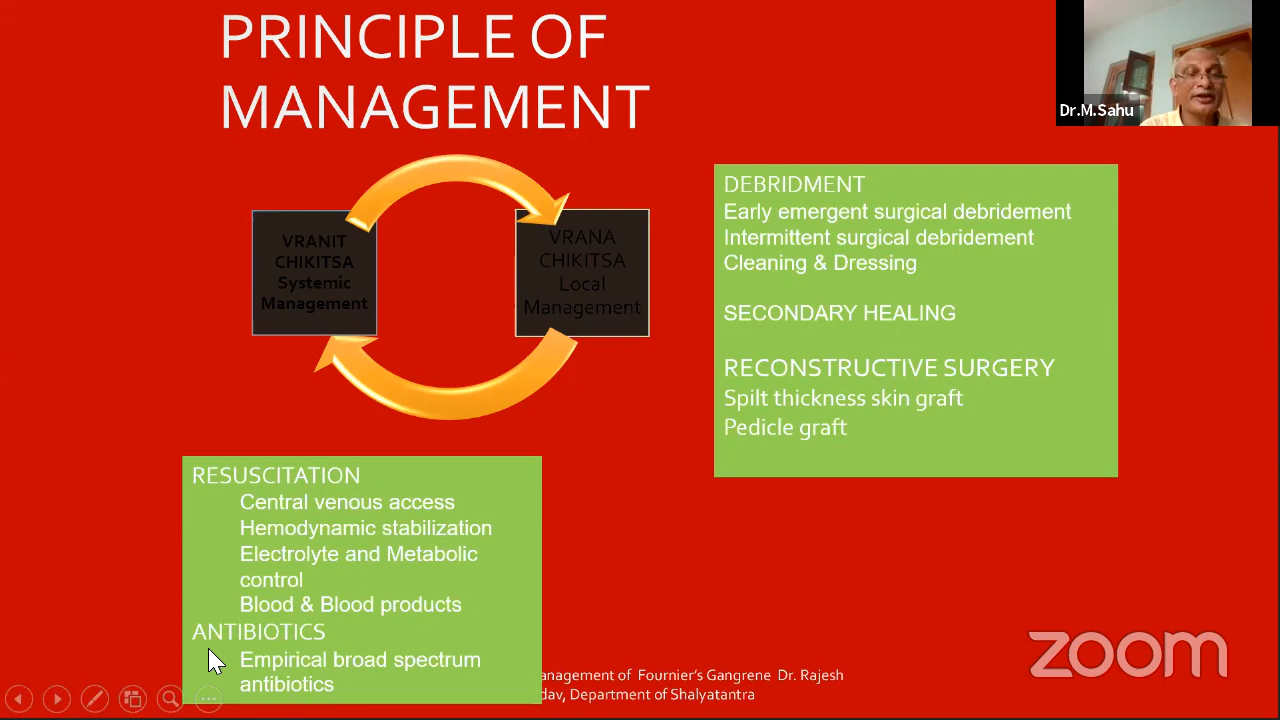 PRINCIPLE OF
MANAGEMENT
Dr.M.Sahu
VRANIT
CHIKITSA
Systemic
Management
VRANA
CHIKITSA
Local
Management
DEBRIDMENT
Early emergent surgical debridement
Intermittent surgical debridement
Cleaning & Dressing
SECONDARY HEALING
RECONSTRUCTIVE SURGERY
Spilt thickness skin graft
Pedicle graft
RESUSCITATION
Central venous access
Hemodynamic stabilization
Electrolyte and Metabolic
control
Blood & Blood products
ANTIBIOTICS
Empirical broad spectrum
antibiotics
of Fournier's Gangrene Dr. Rajesh
Department of Shalyatantra
zoom